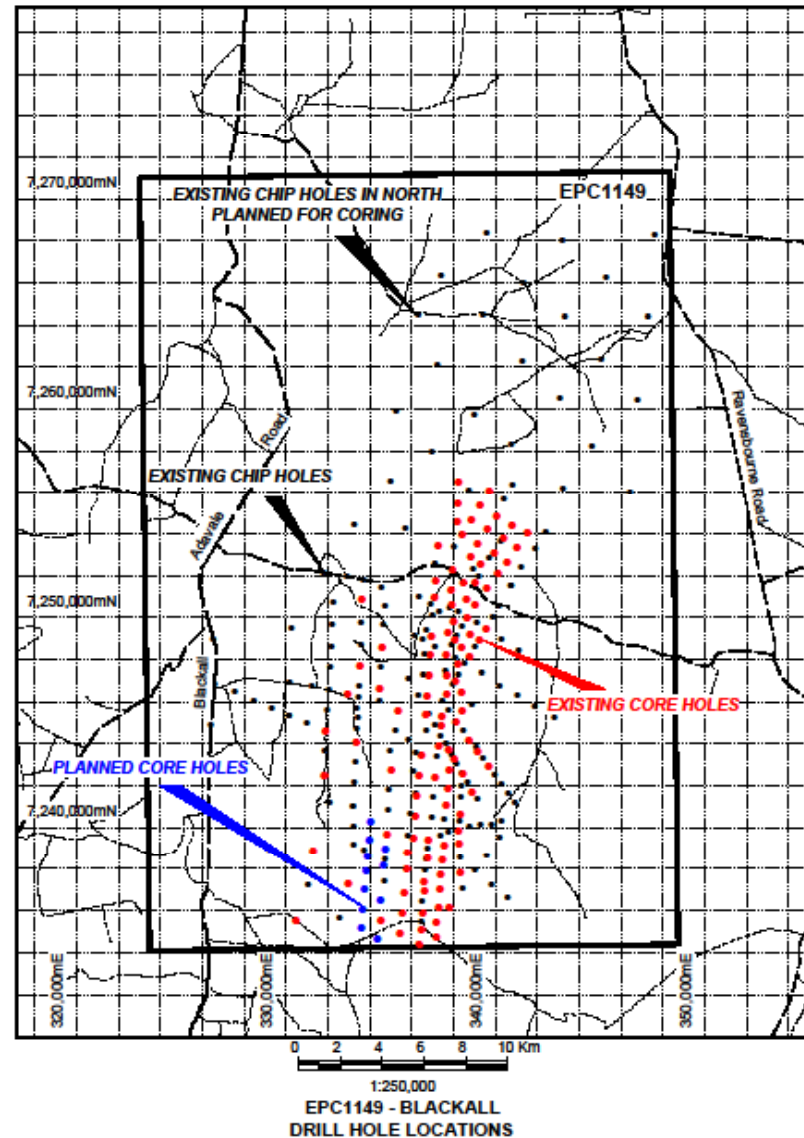 7,270,000mN
EXISTING CHIP HOLES IN NORTH
PLANNED FOR CORING
EPC1149
7,260,000mN
Ravensbourne Road
Road
EXISTING CHIP HOLES
Adavale
7,250,000mN
Blackall
EXISTING CORE HOLES
PLANNED CORE HOLES
7,240,000mN
320,000mE
330,000mE
340,000mE
350,000mE
0 2 4 6 8 10 Km
1:250,000
EPC1149 - BLACKALL
DRILL HOLE LOCATIONS